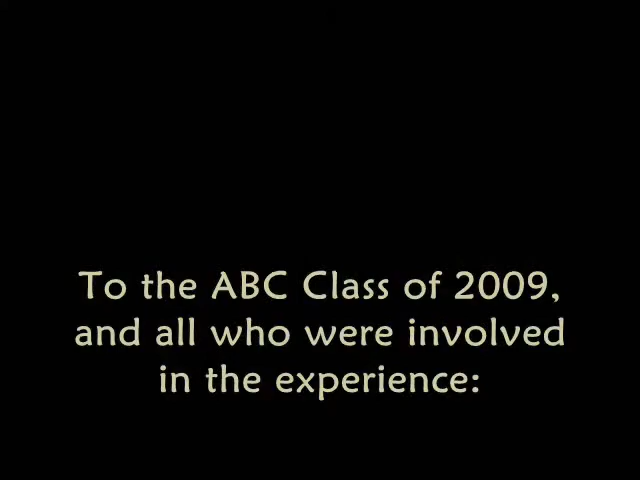 To the ABC Class of 2009,
and all who were involved
in the experience: